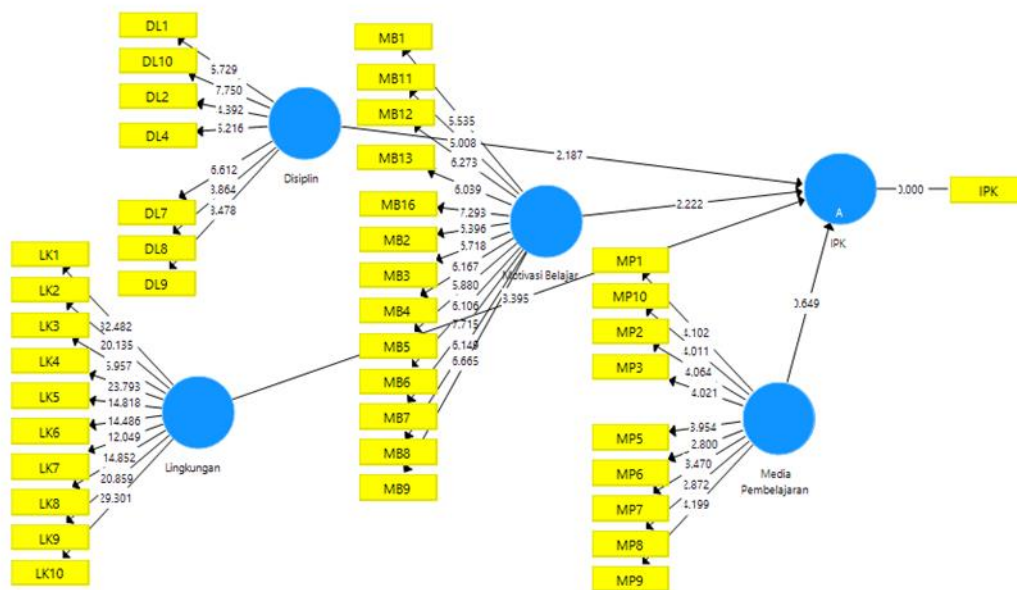 DL1
DL10
DL2
DL4
DL7
DL8
DL9
5.729
7.750
4.392
5.216
6.612
3.864
3.478
Disiplin
LK1
LK2
LK3
LK4
LK5
LK6
LK7
LK8
LK9
LK10
32.482
20.135
5.957
23.793
14.818
14.486
12.049
14.852
20.859
29.301
Lingkungan
MB1
MB11
MB12
MB13
MB16
MB2
MB3
MB4
MB5
MB6
MB7
MB8
MB9
5.535
5.008
6.273
6.039
7.293
5.396
5.718
6.167
5.880
6.106
7.715
6.149
6.665
Motivasi Belajar
2.187
2.222
3.395
0.649
MP1
MP10
MP2
MP3
MP5
MP6
MP7
MP8
MP9
4.102
4.011
4.064
4.021
3.954
2.800
3.470
2.872
4.199
Media
Pembelajaran
A
IPK
0.000
IPK